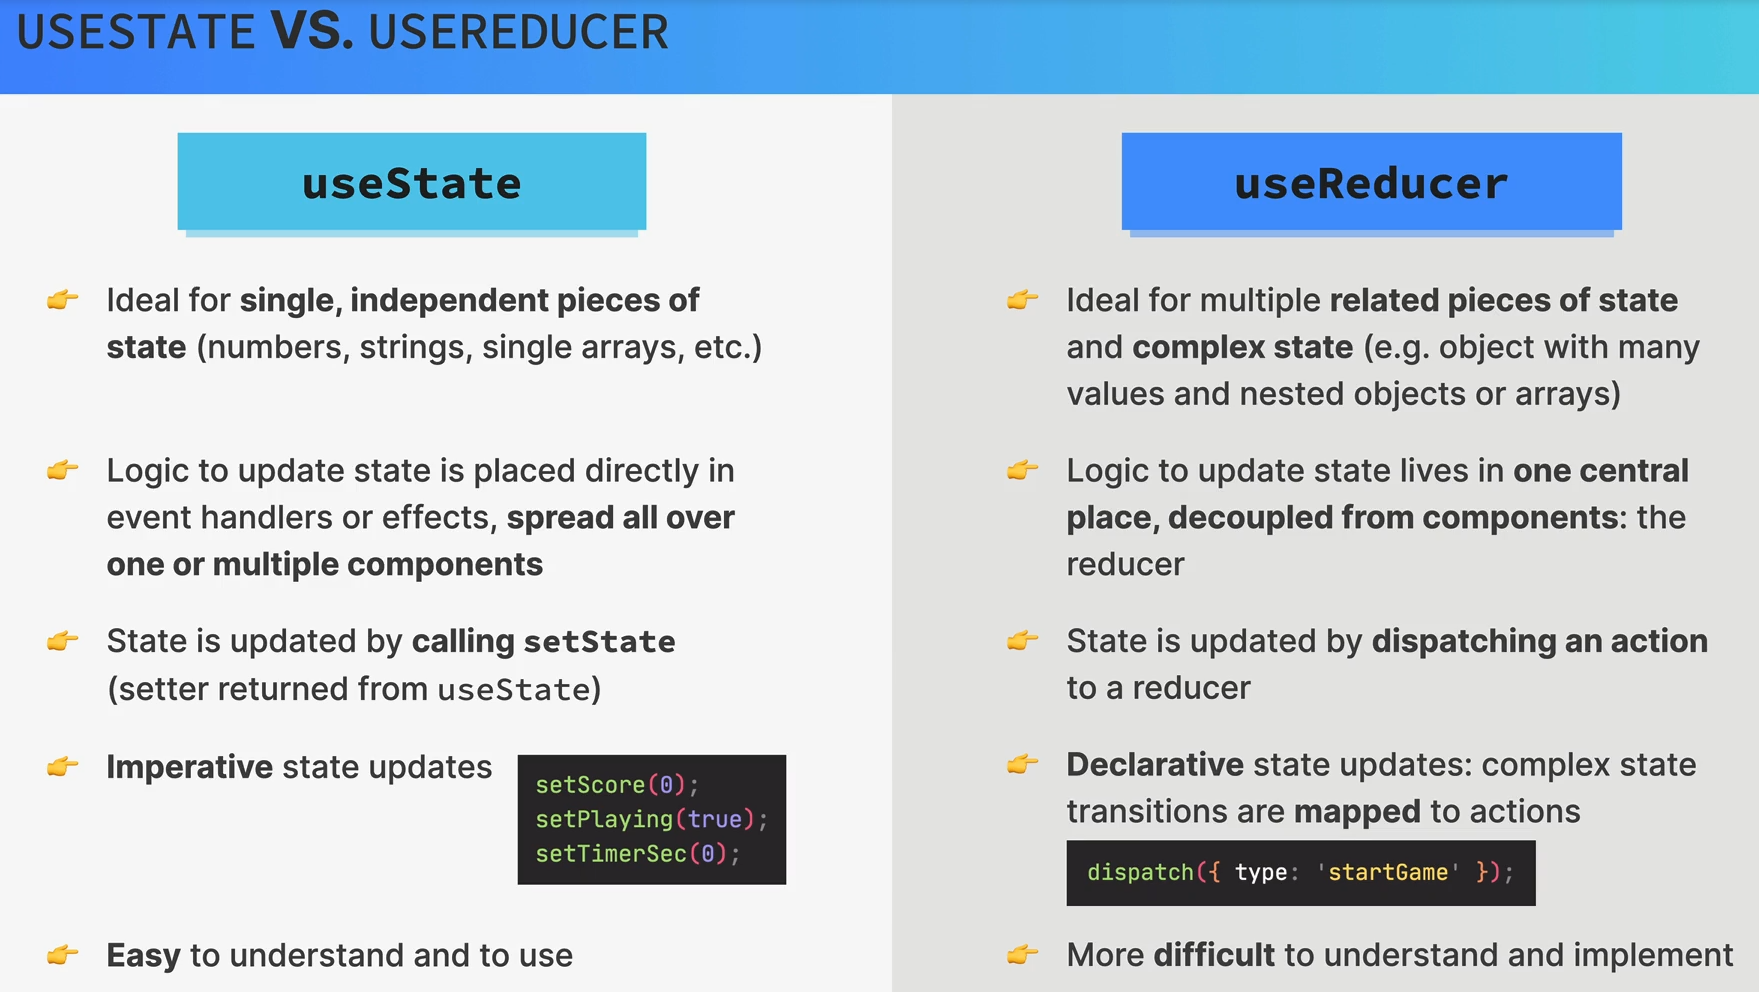 USESTATE VS. USEREDUCER
useState
Ideal for single, independent pieces of
state (numbers, strings, single arrays, etc.)
Logic to update state is placed directly in
event handlers or effects, spread all over
one or multiple components
State is updated by calling setState
(setter returned from useState)
Imperative state updates
setScore(0);
setPlaying(true);
setTimerSec(0);
Easy to understand and to use
useReducer
Ideal for multiple related pieces of state
and complex state (e.g. object with many
values and nested objects or arrays)
Logic to update state lives in one central
place, decoupled from components: the
reducer
State is updated by dispatching an action
to a reducer
Declarative state updates: complex state
transitions are mapped to actions
dispatch({ type: 'startGame' });
More difficult to understand and implement